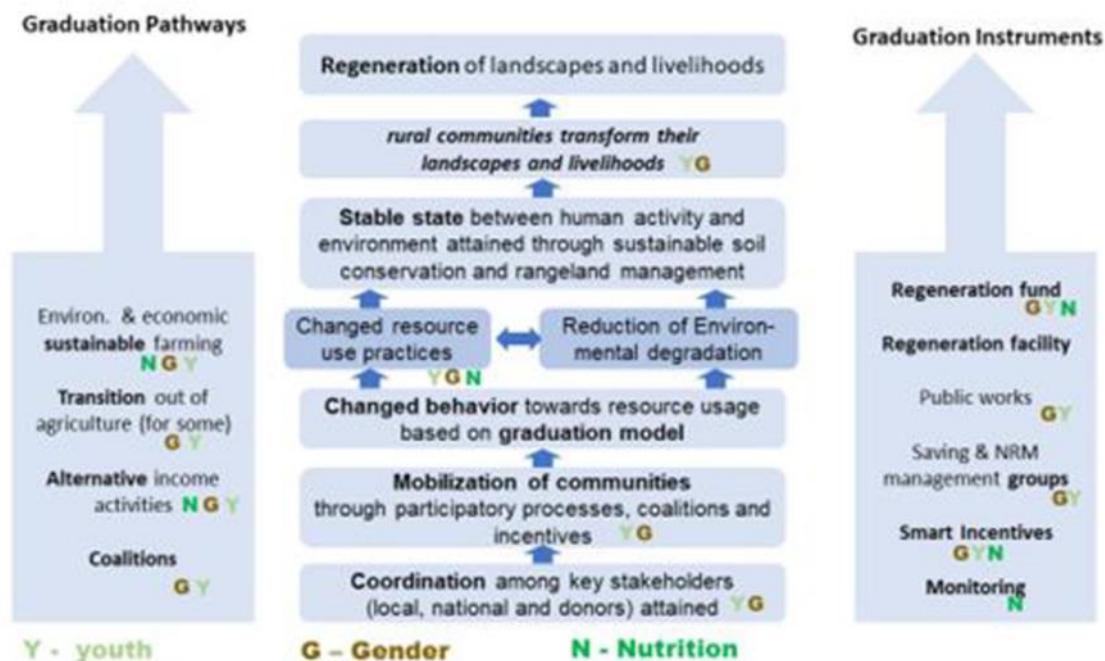 Graduation Pathways
Environ. & economic
sustainable farming
N G Y
Transition out of
agriculture (for some)
G Y
Alternative income
activities N G Y
Coalitions
G Y
Regeneration of landscapes and livelihoods
rural communities transform their
landscapes and livelihoods YG
Stable state between human activity and
environment attained through sustainable soil
conservation and rangeland management
Changed resource
use practices
Y G N
Reduction of Environ-
mental degradation
Changed behavior towards resource usage
based on graduation model
Mobilization of communities
through participatory processes, coalitions and
incentives YG
Coordination among key stakeholders
(local, national and donors) attained YG
Graduation Instruments
Regeneration fund
GYN
Regeneration facility
Public works
GY
Saving & NRM
management groups
GY
Smart Incentives
GYN
Monitoring
N
Y - youth
G – Gender
N - Nutrition